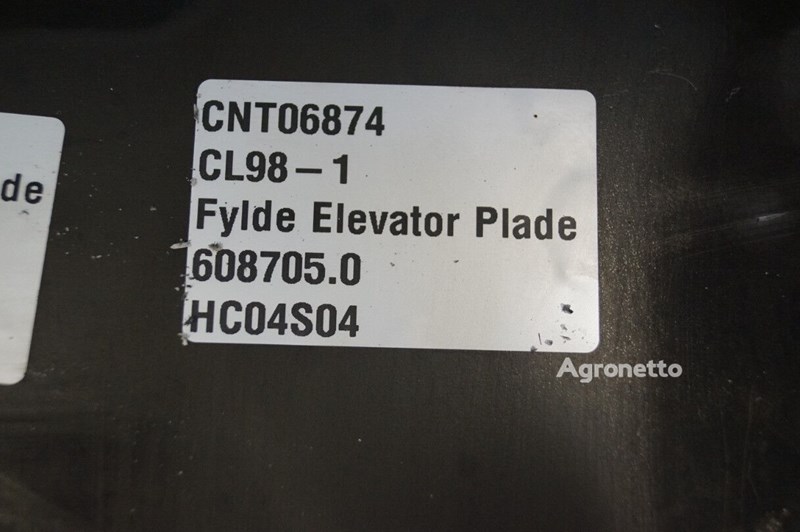 de
CNT06874
CL98-1
Fylde Elevator Plade
608705.0
HC04S04
Agronetto